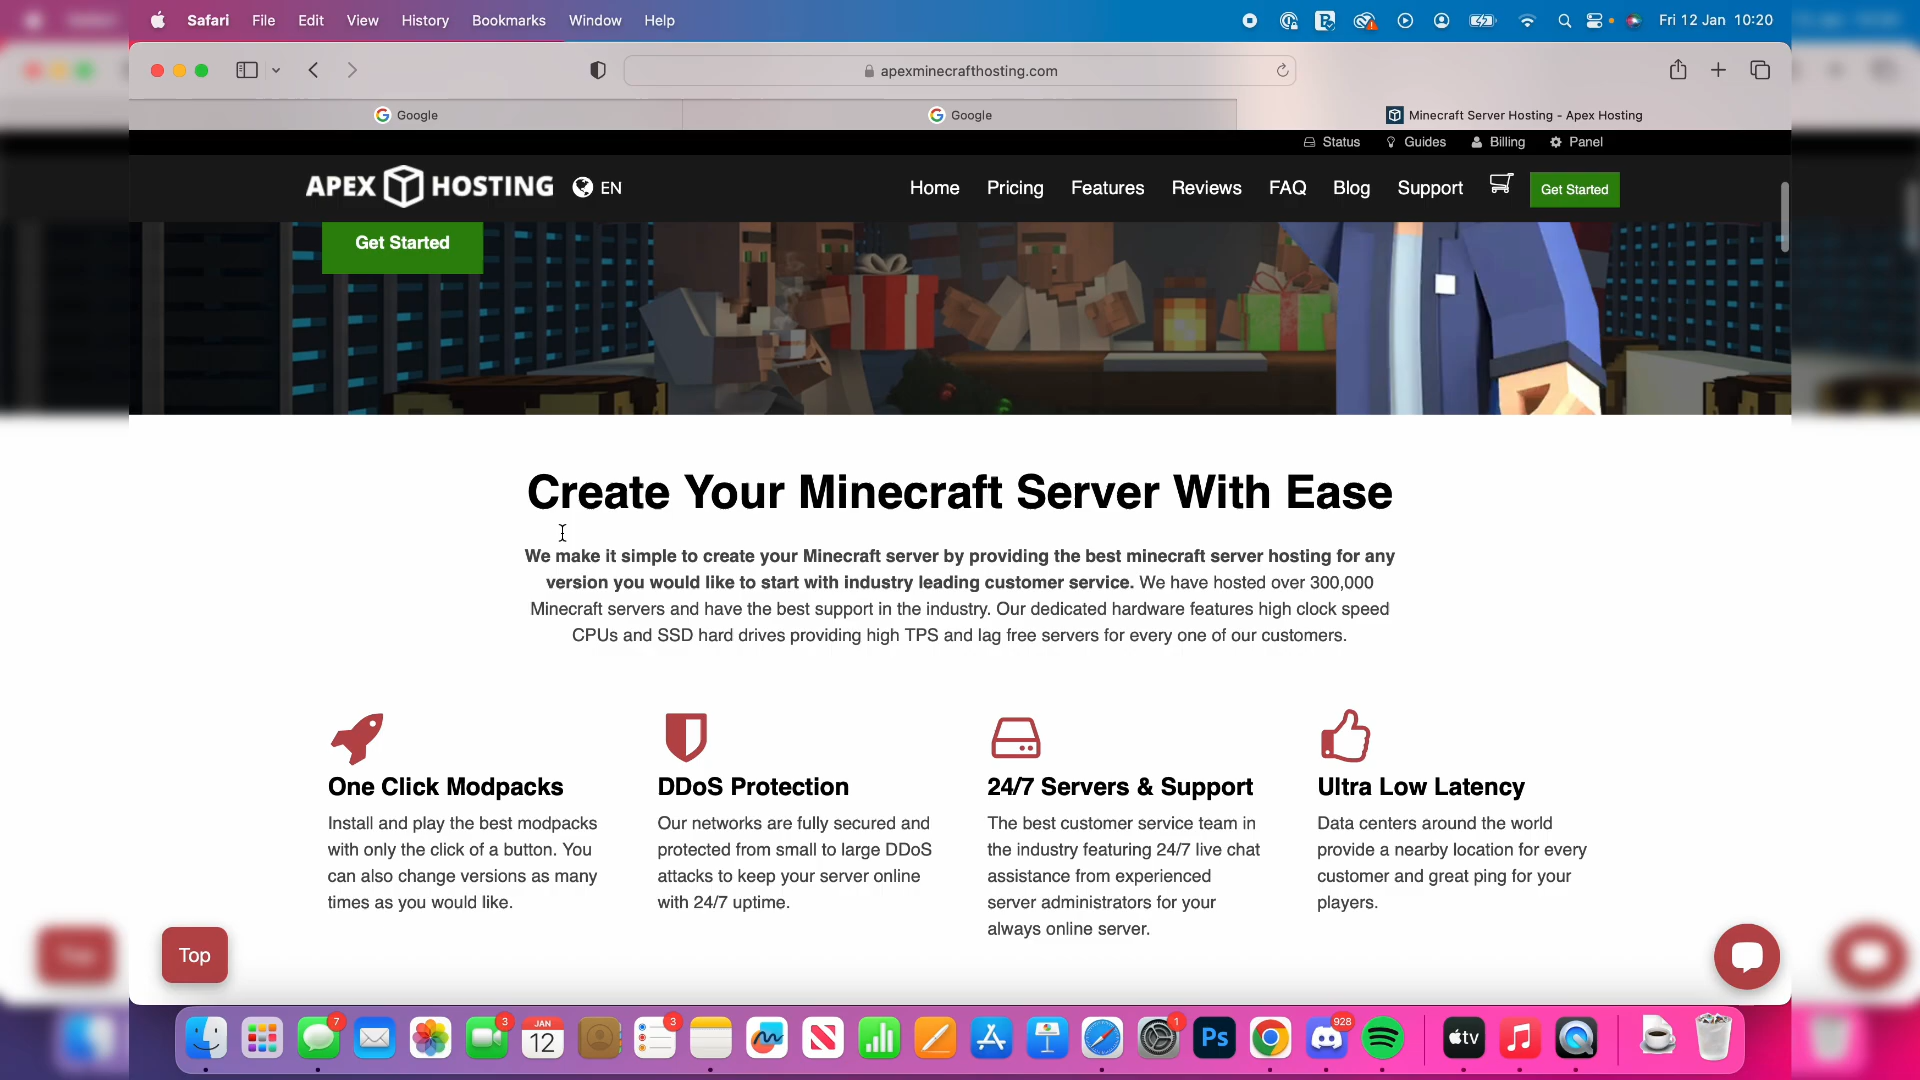 Safari File Edit View History Bookmarks Window Help
Fri 12 Jan 10:20
apexminecrafthosting.com
Google
Google
Minecraft Server Hosting - Apex Hosting
Status Guides Billing Panel
APEX HOSTING EN
Home Pricing Features Reviews FAQ Blog Support Get Started
Get Started
Create Your Minecraft Server With Ease
We make it simple to create your Minecraft server by providing the best minecraft server hosting for any
version you would like to start with industry leading customer service. We have hosted over 300,000
Minecraft servers and have the best support in the industry. Our dedicated hardware features high clock speed
CPUs and SSD hard drives providing high TPS and lag free servers for every one of our customers.
One Click Modpacks
Install and play the best modpacks
with only the click of a button. You
can also change versions as many
times as you would like.
DDoS Protection
Our networks are fully secured and
protected from small to large DDoS
attacks to keep your server online
with 24/7 uptime.
24/7 Servers & Support
The best customer service team in
the industry featuring 24/7 live chat
assistance from experienced
server administrators for your
always online server.
Ultra Low Latency
Data centers around the world
provide a nearby location for every
customer and great ping for your
players.
Top
7
3
JAN
12
3
1
Ps
928
tv